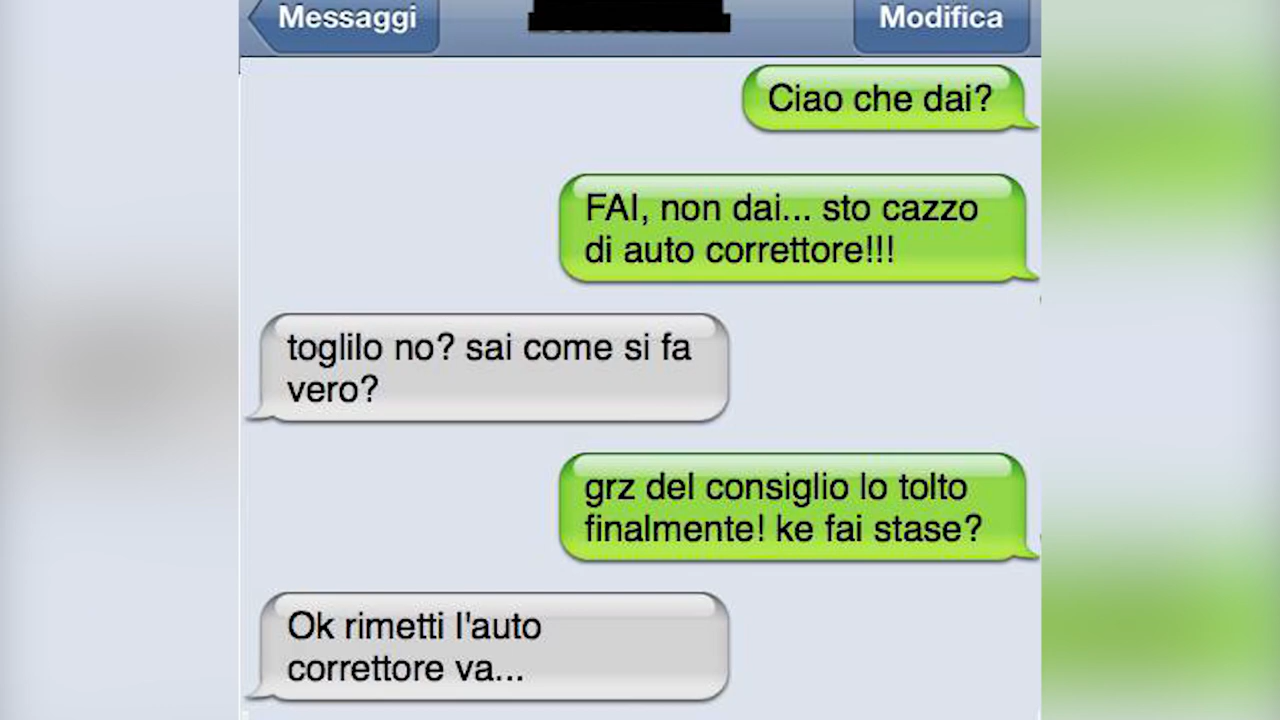 Messaggi
Modifica
Ciao che dai?
FAI, non dai... sto cazzo
di auto correttore!!!
toglilo no? sai come si fa
vero?
grz del consiglio lo tolto
finalmente! ke fai stase?
Ok rimetti l'auto
correttore va...